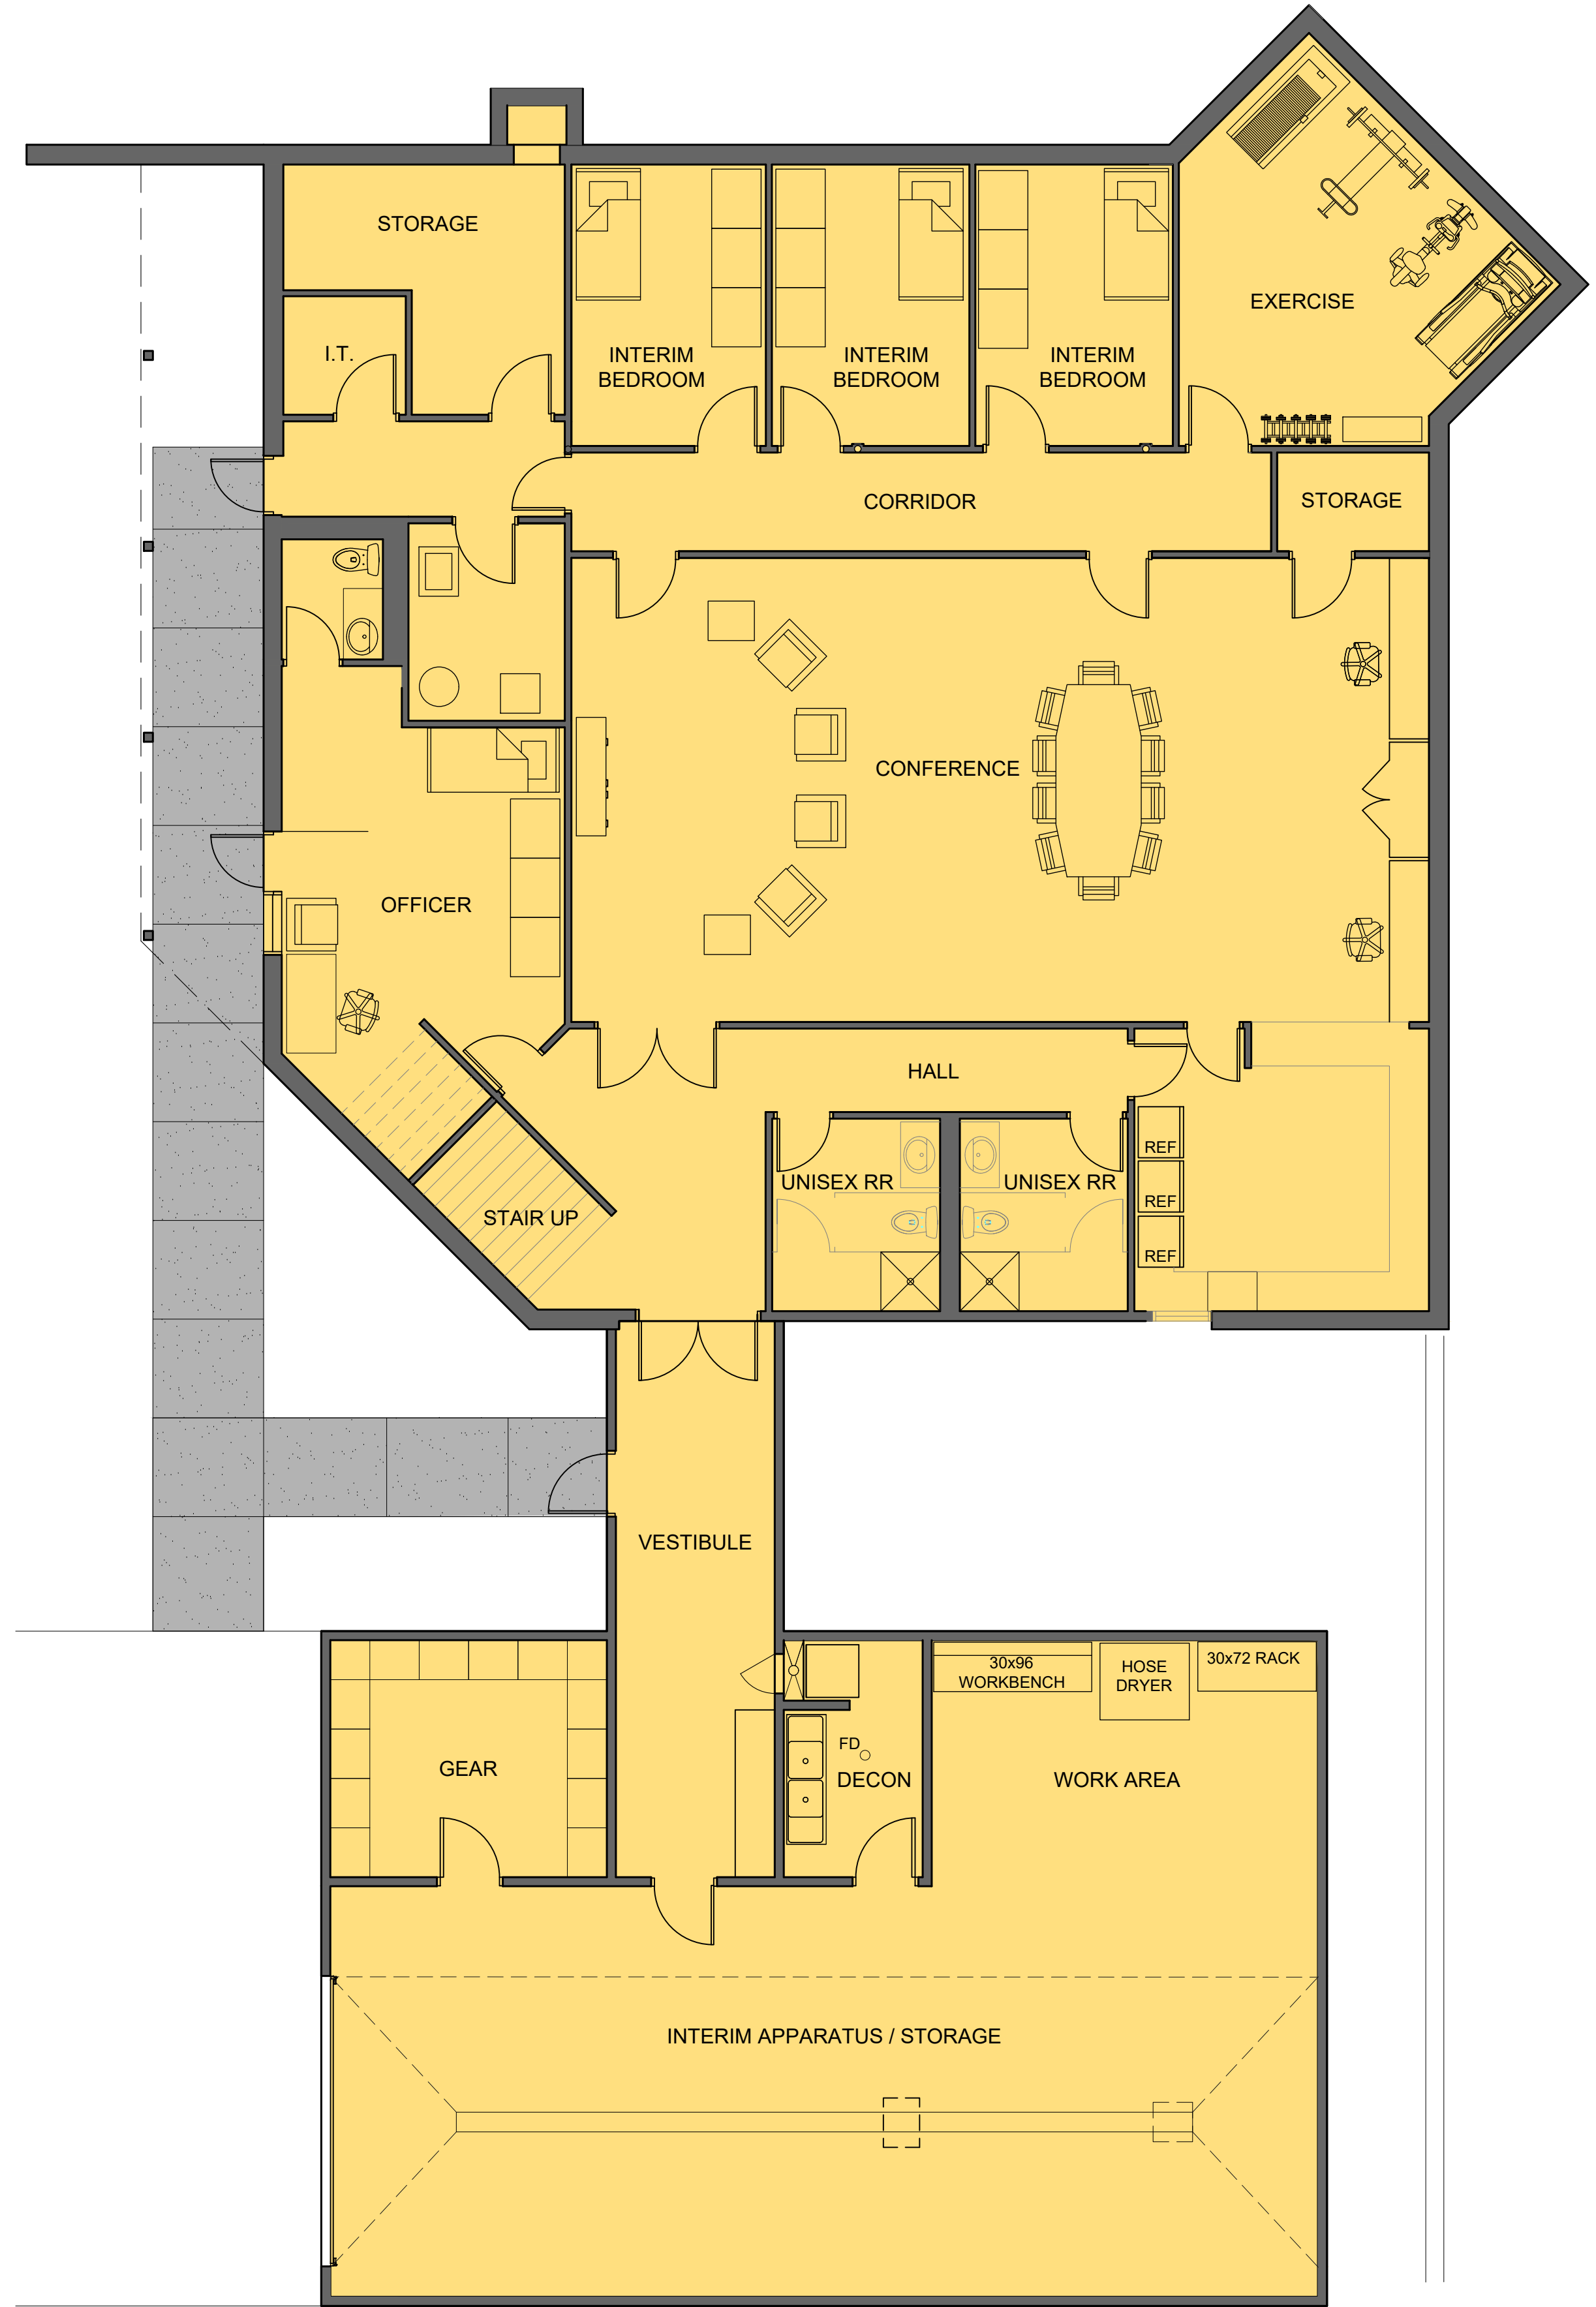 STORAGE
I.T.
INTERIM
BEDROOM
INTERIM
BEDROOM
INTERIM
BEDROOM
EXERCISE
CORRIDOR
STORAGE
CONFERENCE
OFFICER
HALL
REF
REF
REF
UNISEX RR
UNISEX RR
STAIR UP
VESTIBULE
30x96
WORKBENCH
HOSE
DRYER
30x72 RACK
GEAR
FD
DECON
WORK AREA
INTERIM APPARATUS / STORAGE